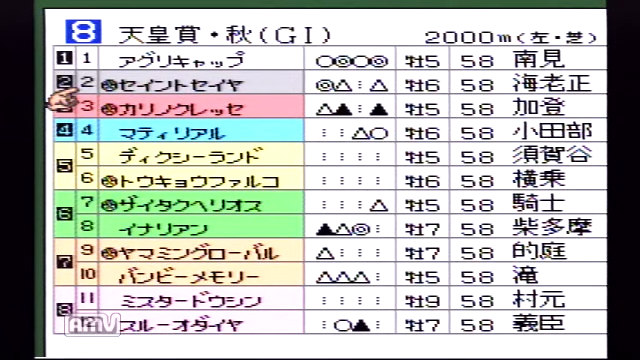 8 天皇賞・秋(GI) 2000m(左・芝)
1 1 アグリキャップ ○◎○◎ 牡5 58 南見
2 2 セイントセイヤ ◎△:△ 牡6 58 海老正
3 3 カリノクレッセ △▲:▲ 牡5 58 加登
4 4 マティリアル ::△○ 牡6 58 小田部
5 5 ディクシーランド :::: 牡5 58 須賀谷
6 トウキョウファルコ :::: 牡6 58 横乗
6 7 ザイタクヘリオス :::△ 牡5 58 騎士
8 イナリアン ▲△◎: 牡7 58 柴多摩
7 9 ヤマミングローバル △::: 牡7 58 的庭
10 バンビーメモリー △△△: 牡5 58 滝
8 11 ミスタードウシン :::: 牡9 58 村元
12 スルーオダイヤ :○▲: 牡7 58 義臣
AMV